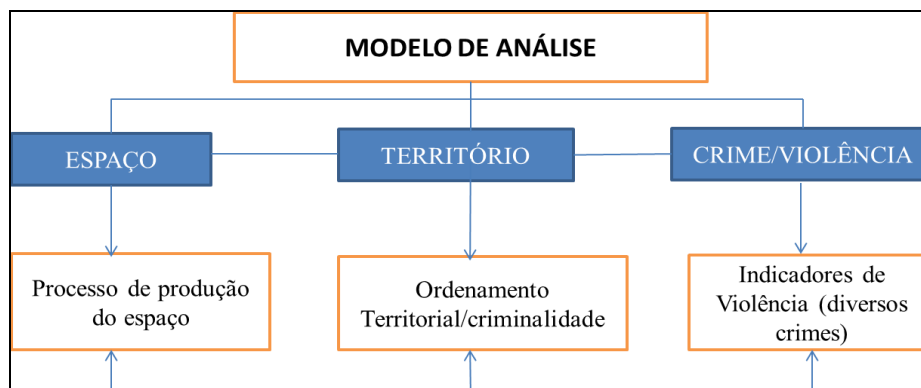 MODELO DE ANÁLISE
ESPAÇO
TERRITÓRIO
CRIME/VIOLÊNCIA
Processo de produção
do espaço
Ordenamento
Territorial/criminalidade
Indicadores de
Violência (diversos
crimes)